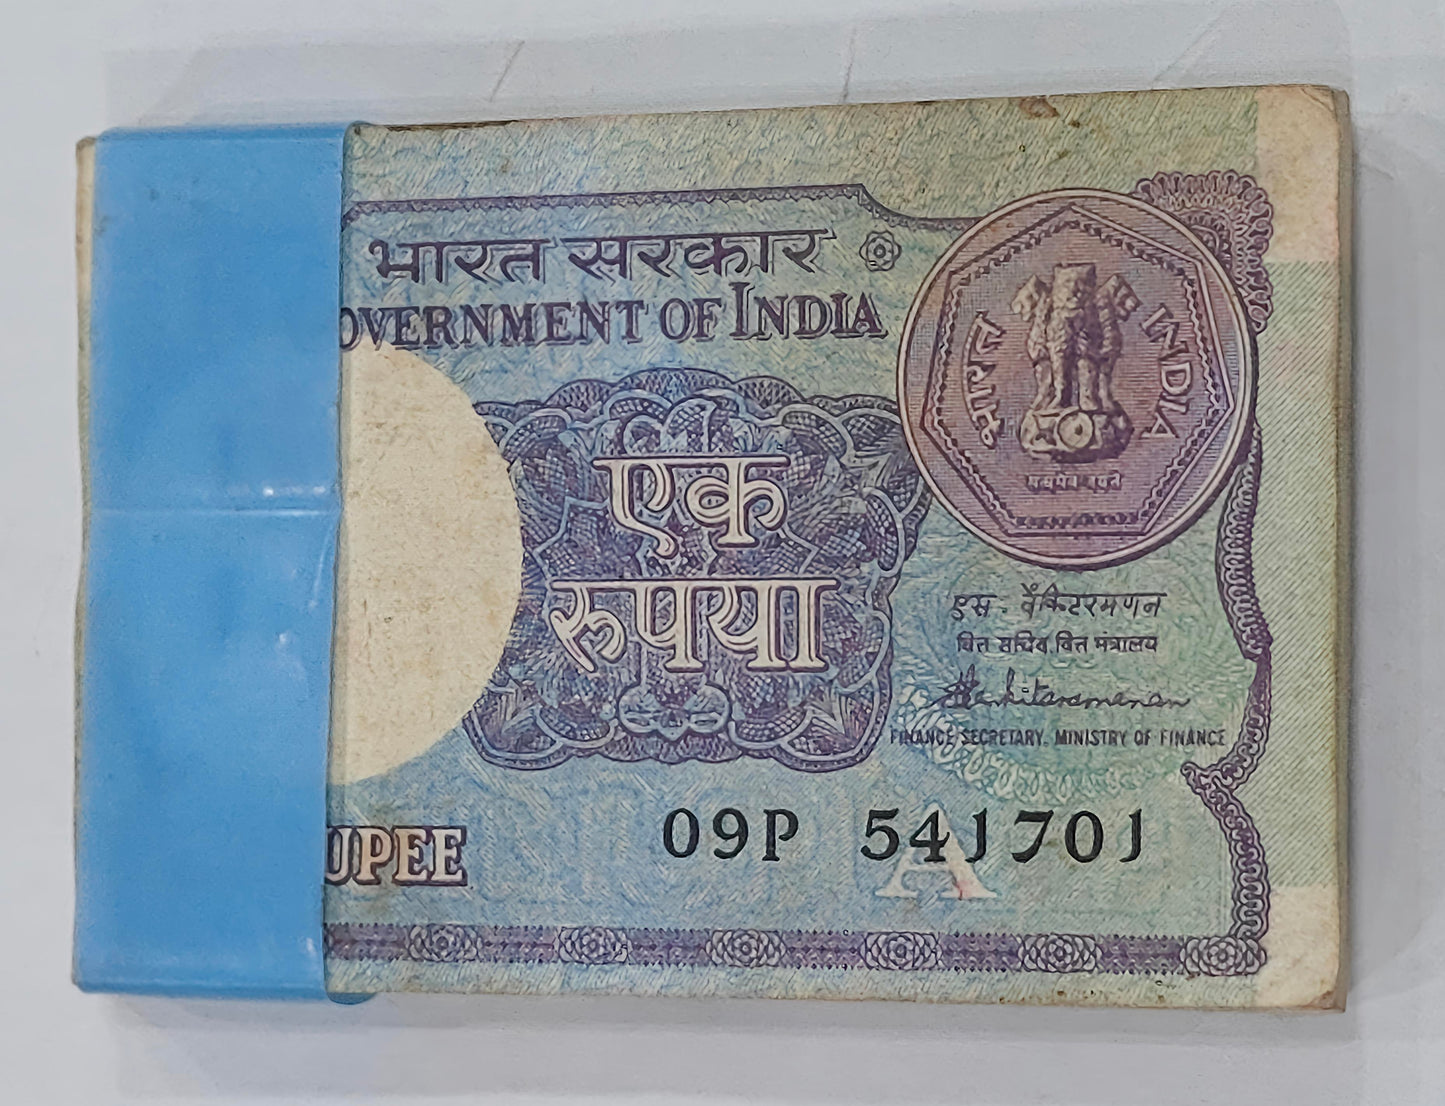 भारत सरकार
OVERNMENT OF INDIA
भारत INDIA
सत्यमेव जयते
एक
रुपया
एस. वेंकिटरमणन
वित्त सचिव, वित्त मंत्रालय
S Venkitaramanan
FINANCE SECRETARY, MINISTRY OF FINANCE
UPEE
09P 541701
A